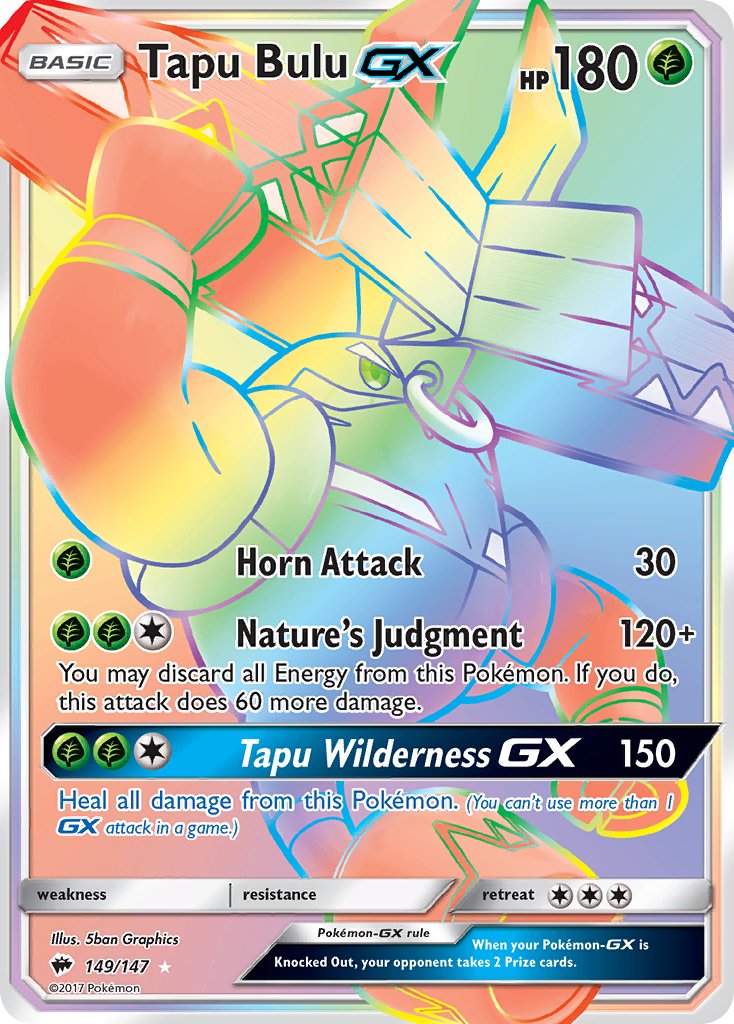 BASIC Tapu Bulu GX HP 180
Horn Attack 30
Nature's Judgment 120+
You may discard all Energy from this Pokémon. If you do,
this attack does 60 more damage.
Tapu Wilderness GX 150
Heal all damage from this Pokémon. (You can't use more than 1
GX attack in a game.)
weakness resistance retreat
Illus. 5ban Graphics
Pokémon-GX rule
When your Pokémon-GX is
Knocked Out, your opponent takes 2 Prize cards.
149/147
©2017 Pokémon